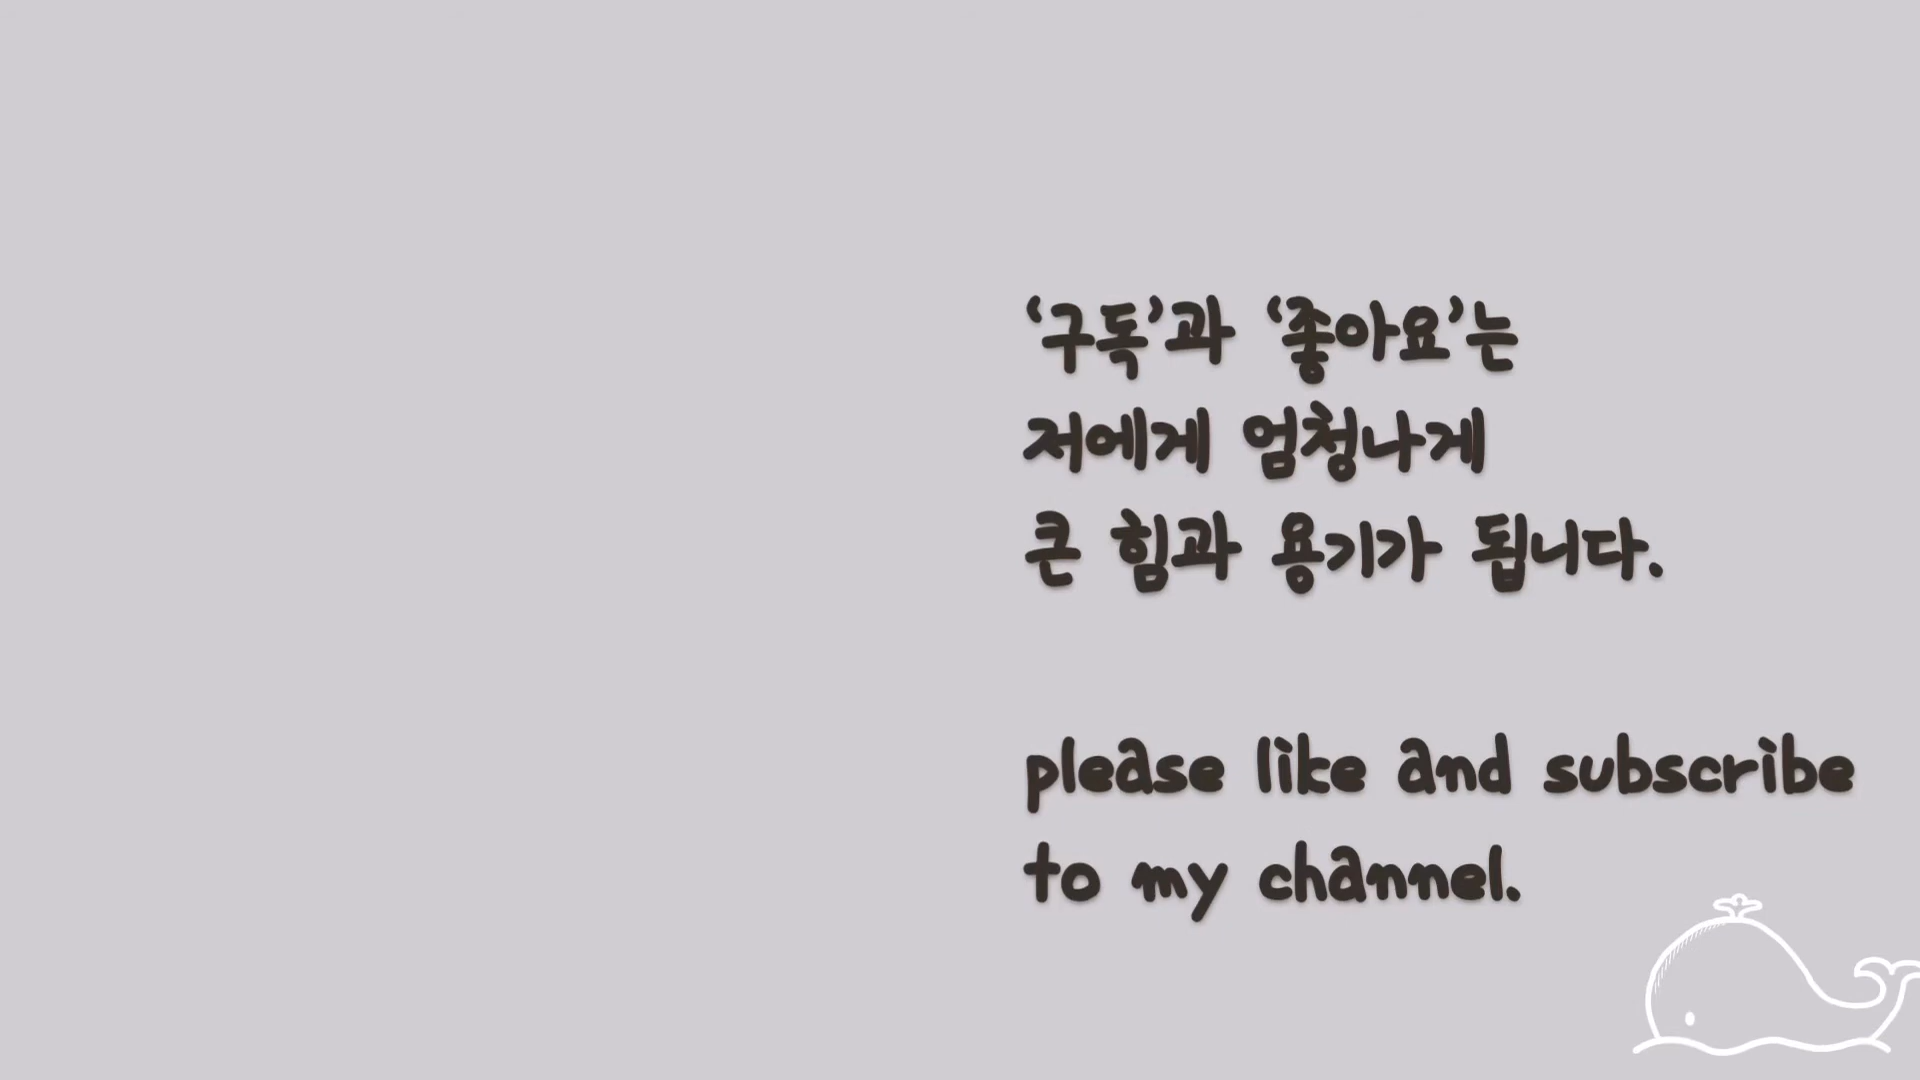 ‘구독’과 ‘좋아요’는
저에게 엄청나게
큰 힘과 용기가 됩니다.
please like and subscribe
to my channel.